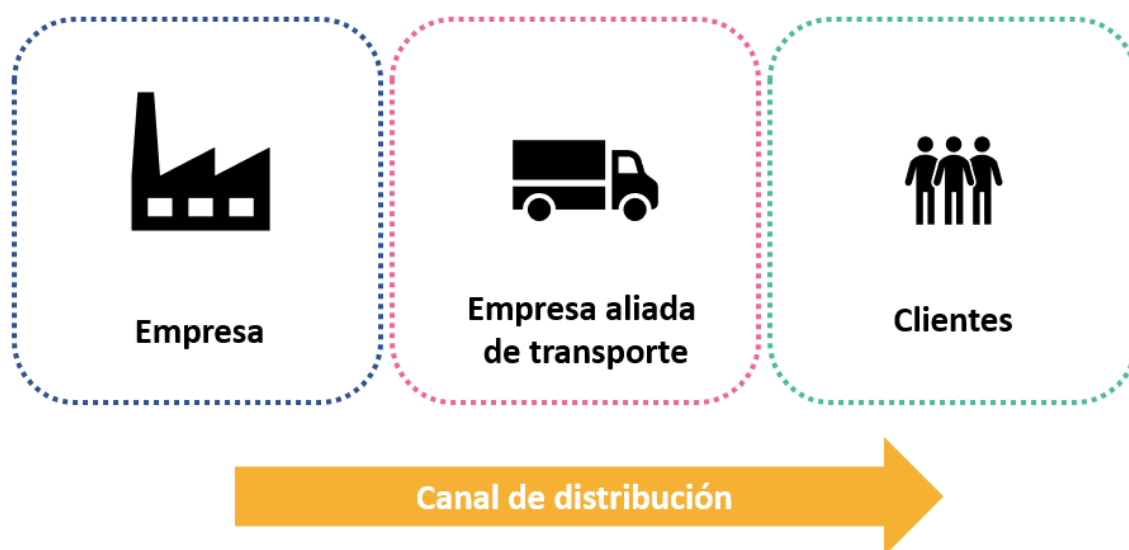 Empresa
Empresa aliada
de transporte
Clientes
Canal de distribución